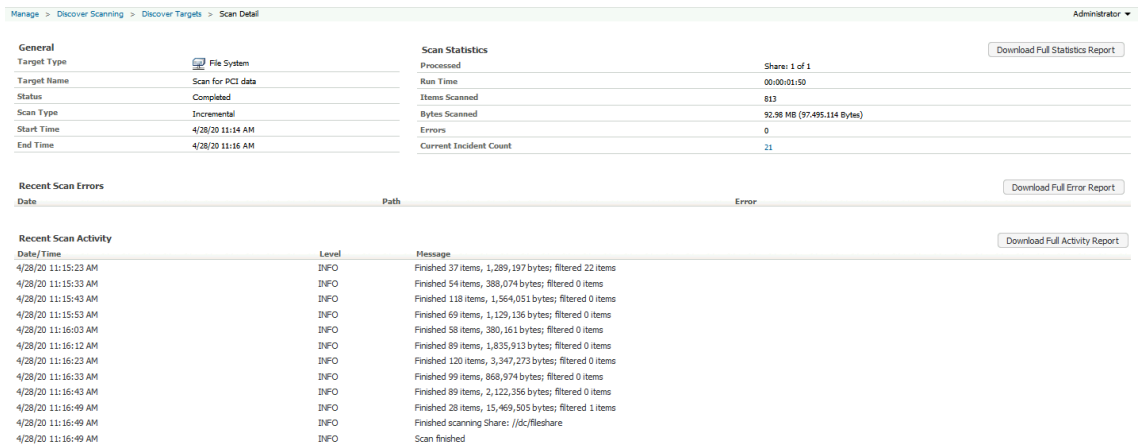 Manage > Discover Scanning > Discover Targets > Scan Detail
Administrator
General
Target Type File System
Target Name Scan for PCI data
Status Completed
Scan Type Incremental
Start Time 4/28/20 11:14 AM
End Time 4/28/20 11:16 AM
Scan Statistics
Download Full Statistics Report
Processed Share: 1 of 1
Run Time 00:00:01:50
Items Scanned 813
Bytes Scanned 92.98 MB (97.495.114 Bytes)
Errors 0
Current Incident Count 21
Recent Scan Errors
Download Full Error Report
Date Path Error
Recent Scan Activity
Download Full Activity Report
Date/Time Level Message
4/28/20 11:15:23 AM INFO Finished 37 items, 1,289,197 bytes; filtered 22 items
4/28/20 11:15:33 AM INFO Finished 54 items, 388,074 bytes; filtered 0 items
4/28/20 11:15:43 AM INFO Finished 118 items, 1,564,051 bytes; filtered 0 items
4/28/20 11:15:53 AM INFO Finished 69 items, 1,129,136 bytes; filtered 0 items
4/28/20 11:16:03 AM INFO Finished 58 items, 380,161 bytes; filtered 0 items
4/28/20 11:16:12 AM INFO Finished 89 items, 1,835,913 bytes; filtered 0 items
4/28/20 11:16:23 AM INFO Finished 120 items, 3,347,273 bytes; filtered 0 items
4/28/20 11:16:33 AM INFO Finished 99 items, 868,974 bytes; filtered 0 items
4/28/20 11:16:43 AM INFO Finished 89 items, 2,122,356 bytes; filtered 0 items
4/28/20 11:16:49 AM INFO Finished 28 items, 15,469,505 bytes; filtered 1 items
4/28/20 11:16:49 AM INFO Finished scanning Share: //dc/fileshare
4/28/20 11:16:49 AM INFO Scan finished